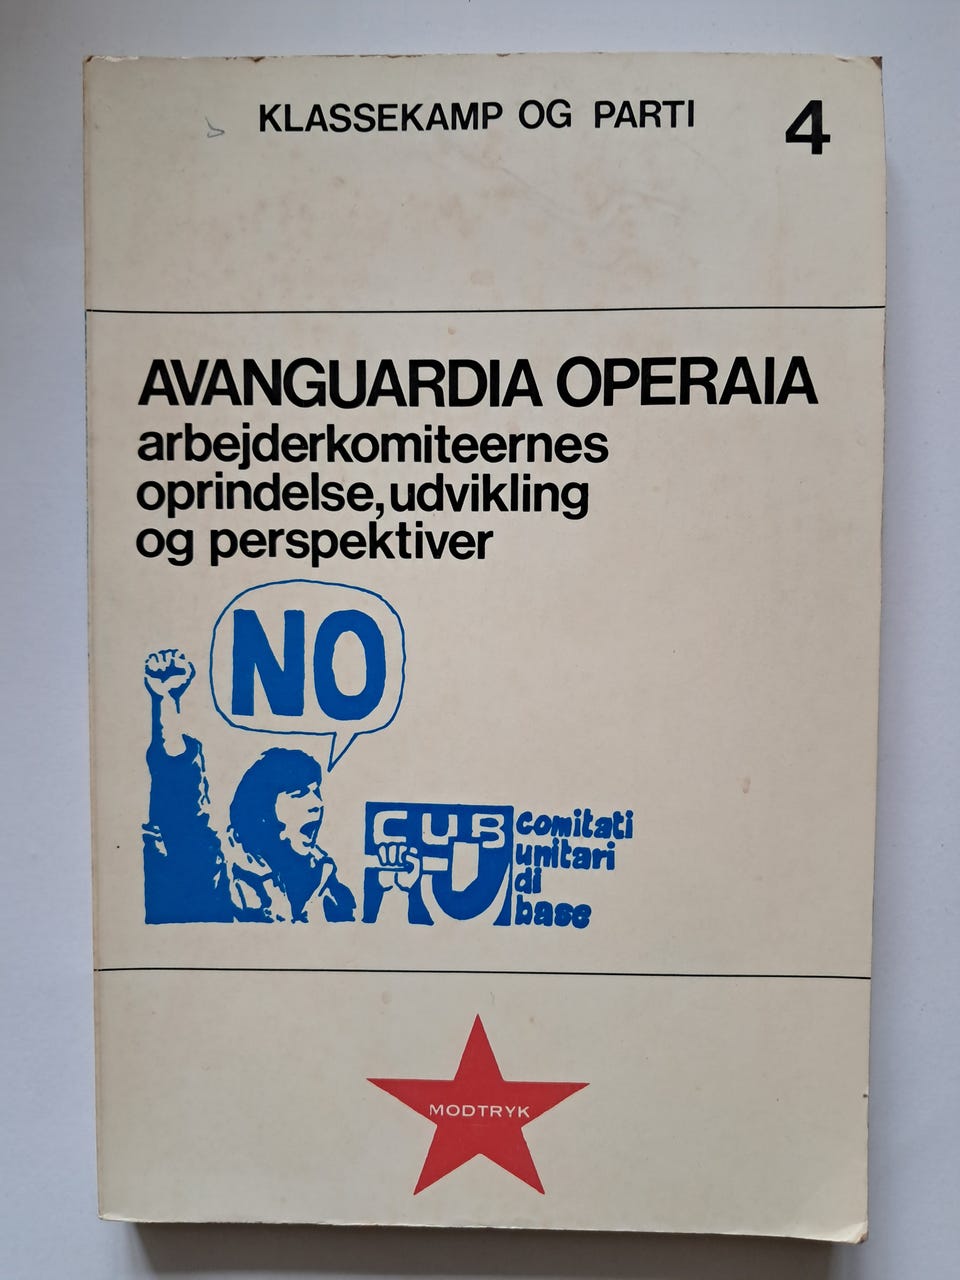 KLASSEKAMP OG PARTI
4
AVANGUARDIA OPERAIA
arbejderkomiteernes
oprindelse, udvikling
og perspektiver
NO
CUB
comitati
unitari
di
base
MODTRYK